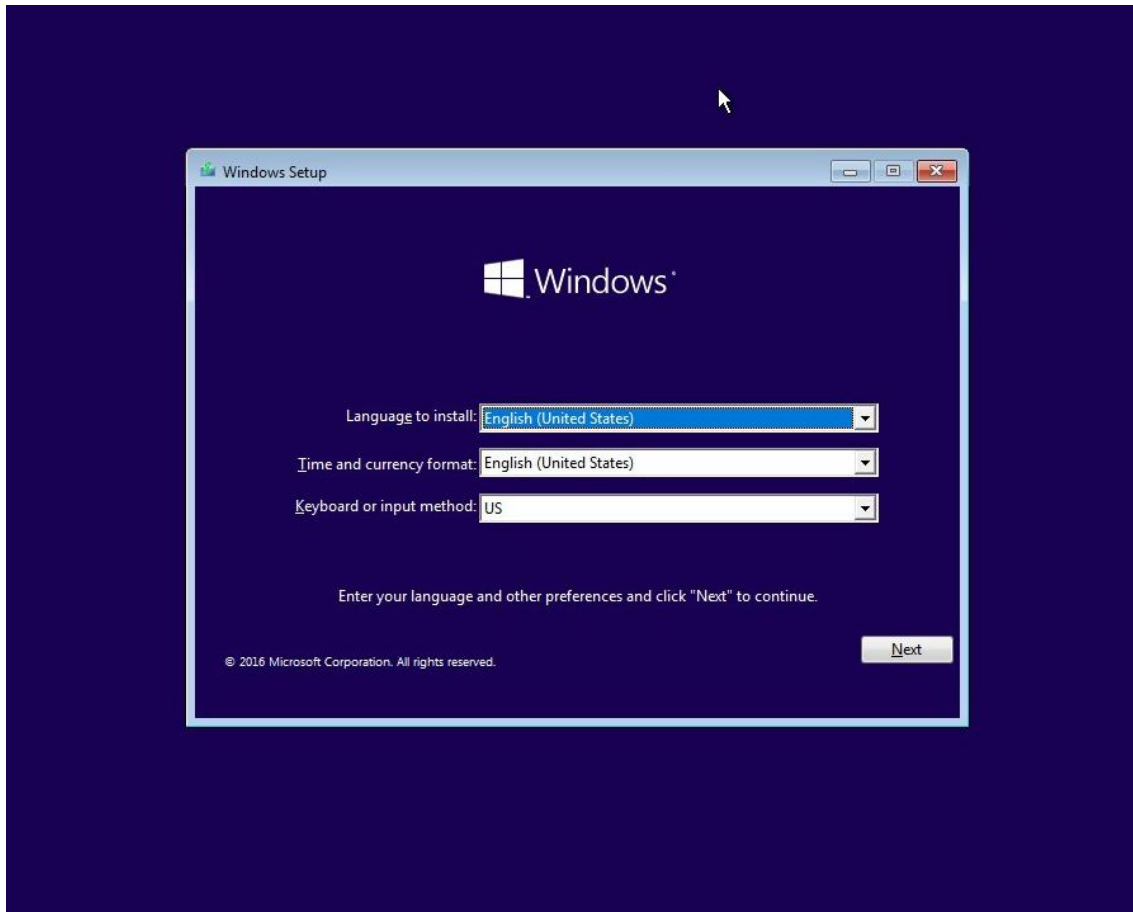 Windows Setup
Windows
Language to install: English (United States)
Time and currency format: English (United States)
Keyboard or input method: US
Enter your language and other preferences and click "Next" to continue.
Next
© 2016 Microsoft Corporation. All rights reserved.